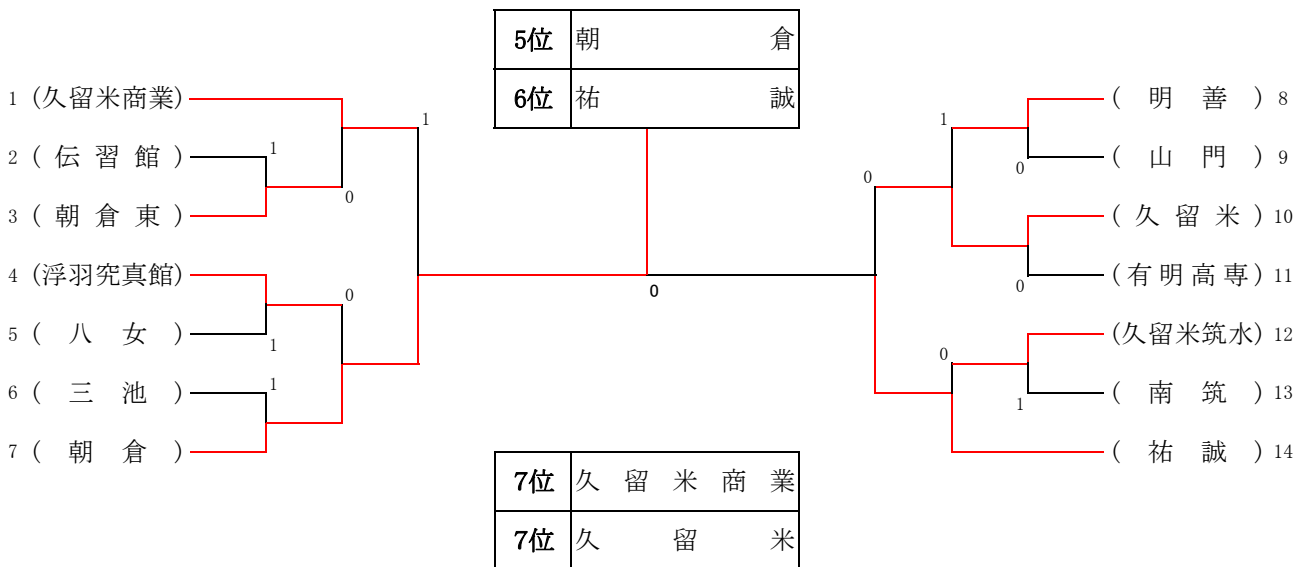 5位 朝倉
6位 祐誠
1 (久留米商業)
2 (伝習館)
3 (朝倉東)
4 (浮羽究真館)
5 (八女)
6 (三池)
7 (朝倉)
1
1
0
0
1
1
0
(明善) 8
(山門) 9
(久留米) 10
(有明高専) 11
(久留米筑水) 12
(南筑) 13
(祐誠) 14
1
0
0
0
0
1
7位 久留米商業
7位 久留米